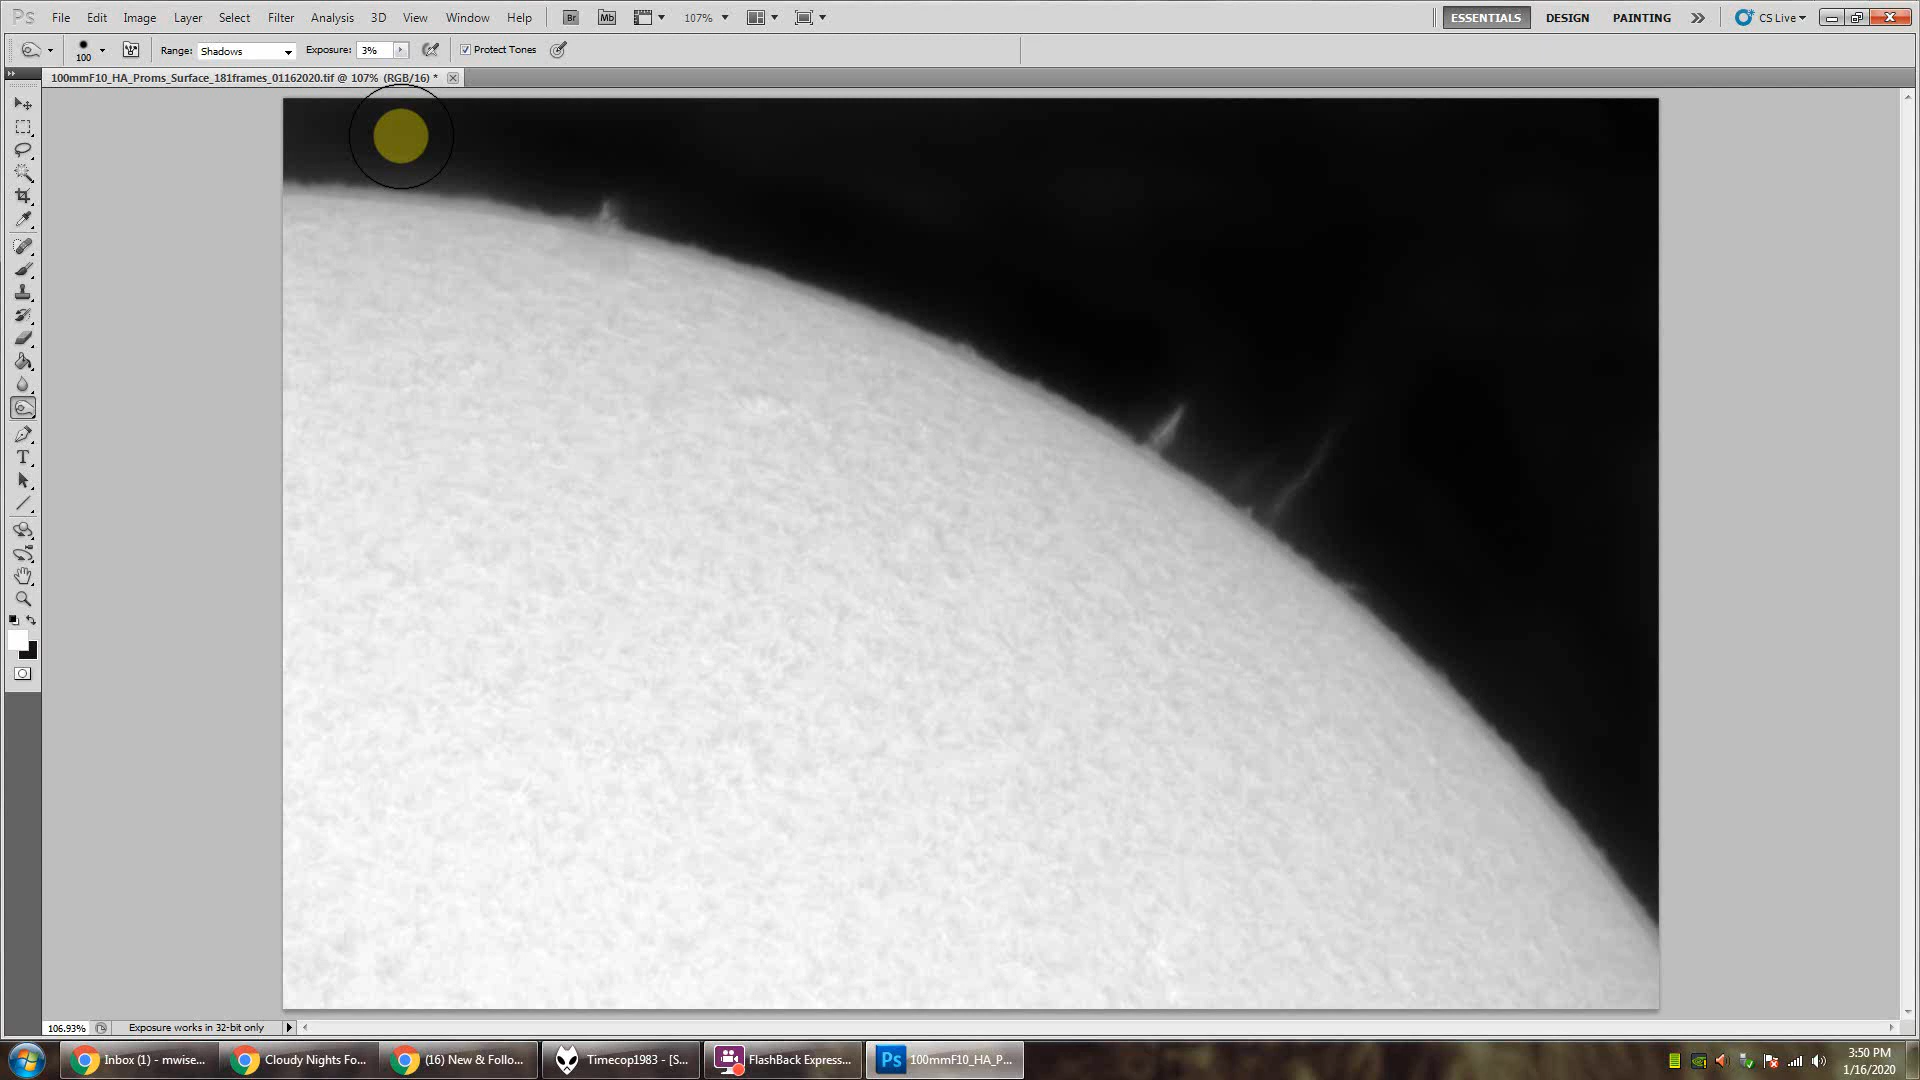 Ps File Edit Image Layer Select Filter Analysis 3D View Window Help Br Mb 107% ESSENTIALS DESIGN PAINTING CS Live
100 Range: Shadows Exposure: 3% Protect Tones
100mmF10_HA_Proms_Surface_181frames_01162020.tif @ 107% (RGB/16) *
T
106.93% Exposure works in 32-bit only
Inbox (1) - mwise... Cloudy Nights Fo... (16) New & Follo... Timecop1983 - [S... FlashBack Express... Ps 100mmF10_HA_P... 3:50 PM
1/16/2020